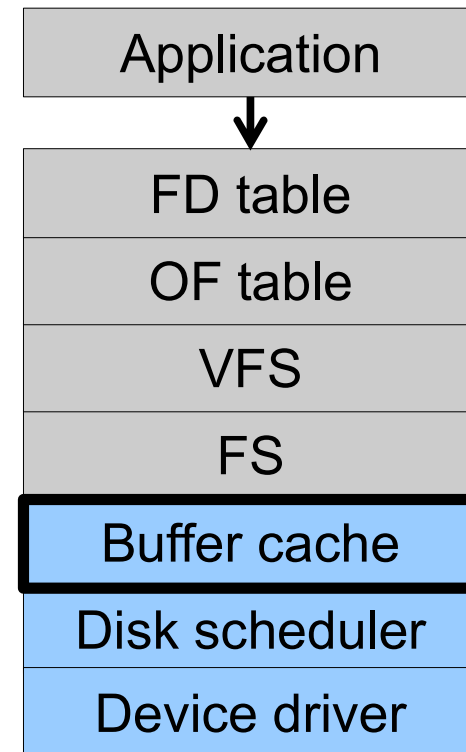 Application
FD table
OF table
VFS
FS
Buffer cache
Disk scheduler
Device driver